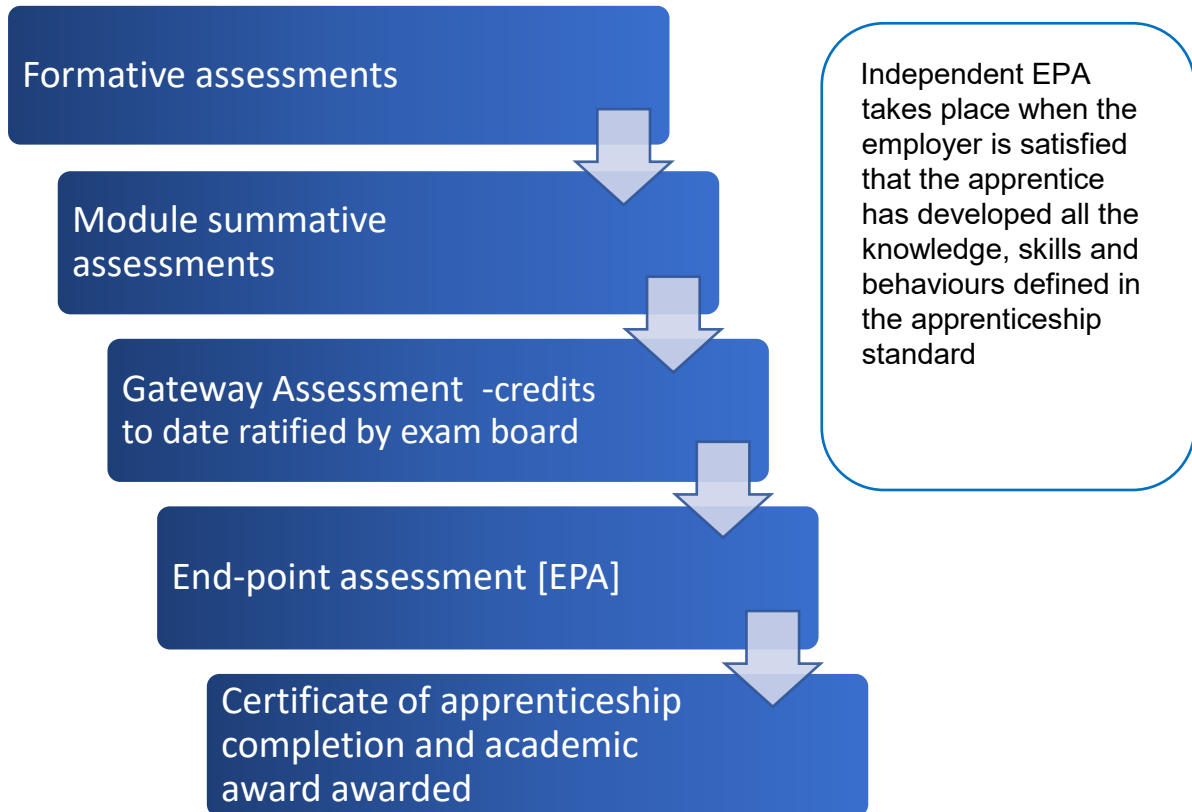 Formative assessments
Module summative
assessments
Gateway Assessment  -credits
to date ratified by exam board
End-point assessment [EPA]
Certificate of apprenticeship
completion and academic
award awarded
Independent EPA
takes place when the
employer is satisfied
that the apprentice
has developed all the
knowledge, skills and
behaviours defined in
the apprenticeship
standard